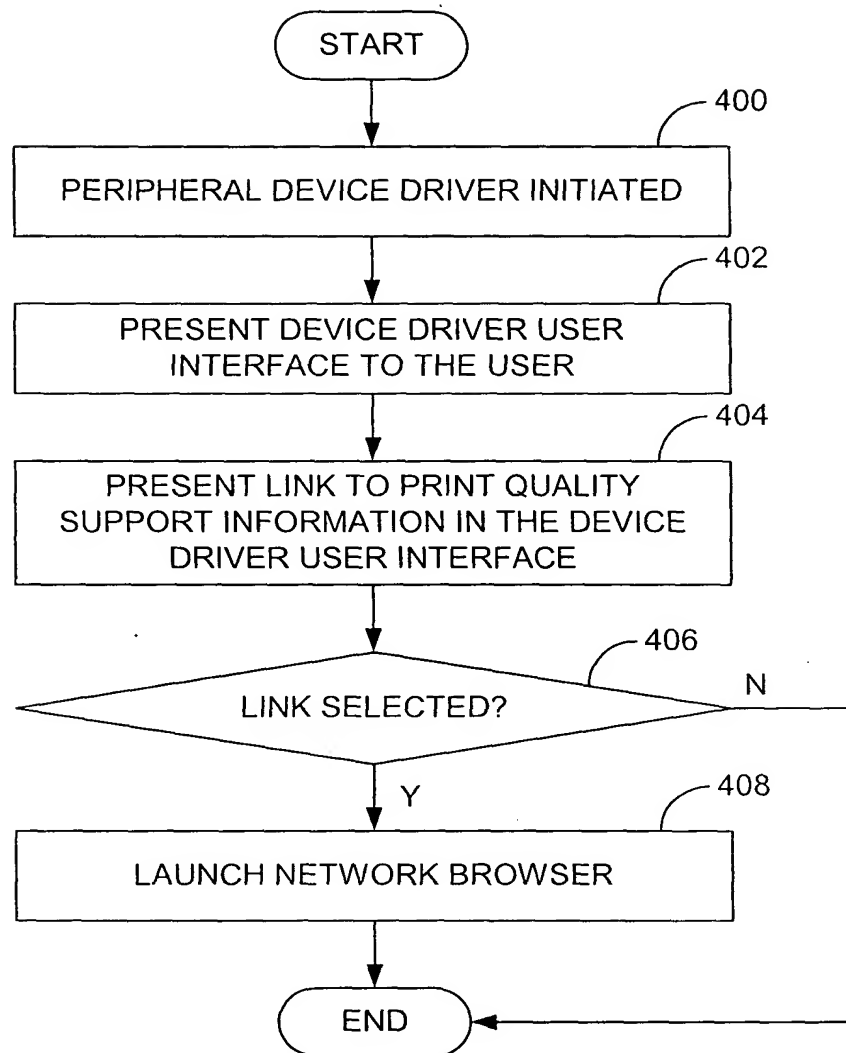 START
400
PERIPHERAL DEVICE DRIVER INITIATED
402
PRESENT DEVICE DRIVER USER
INTERFACE TO THE USER
404
PRESENT LINK TO PRINT QUALITY
SUPPORT INFORMATION IN THE DEVICE
DRIVER USER INTERFACE
406
LINK SELECTED?
N
Y
408
LAUNCH NETWORK BROWSER
END